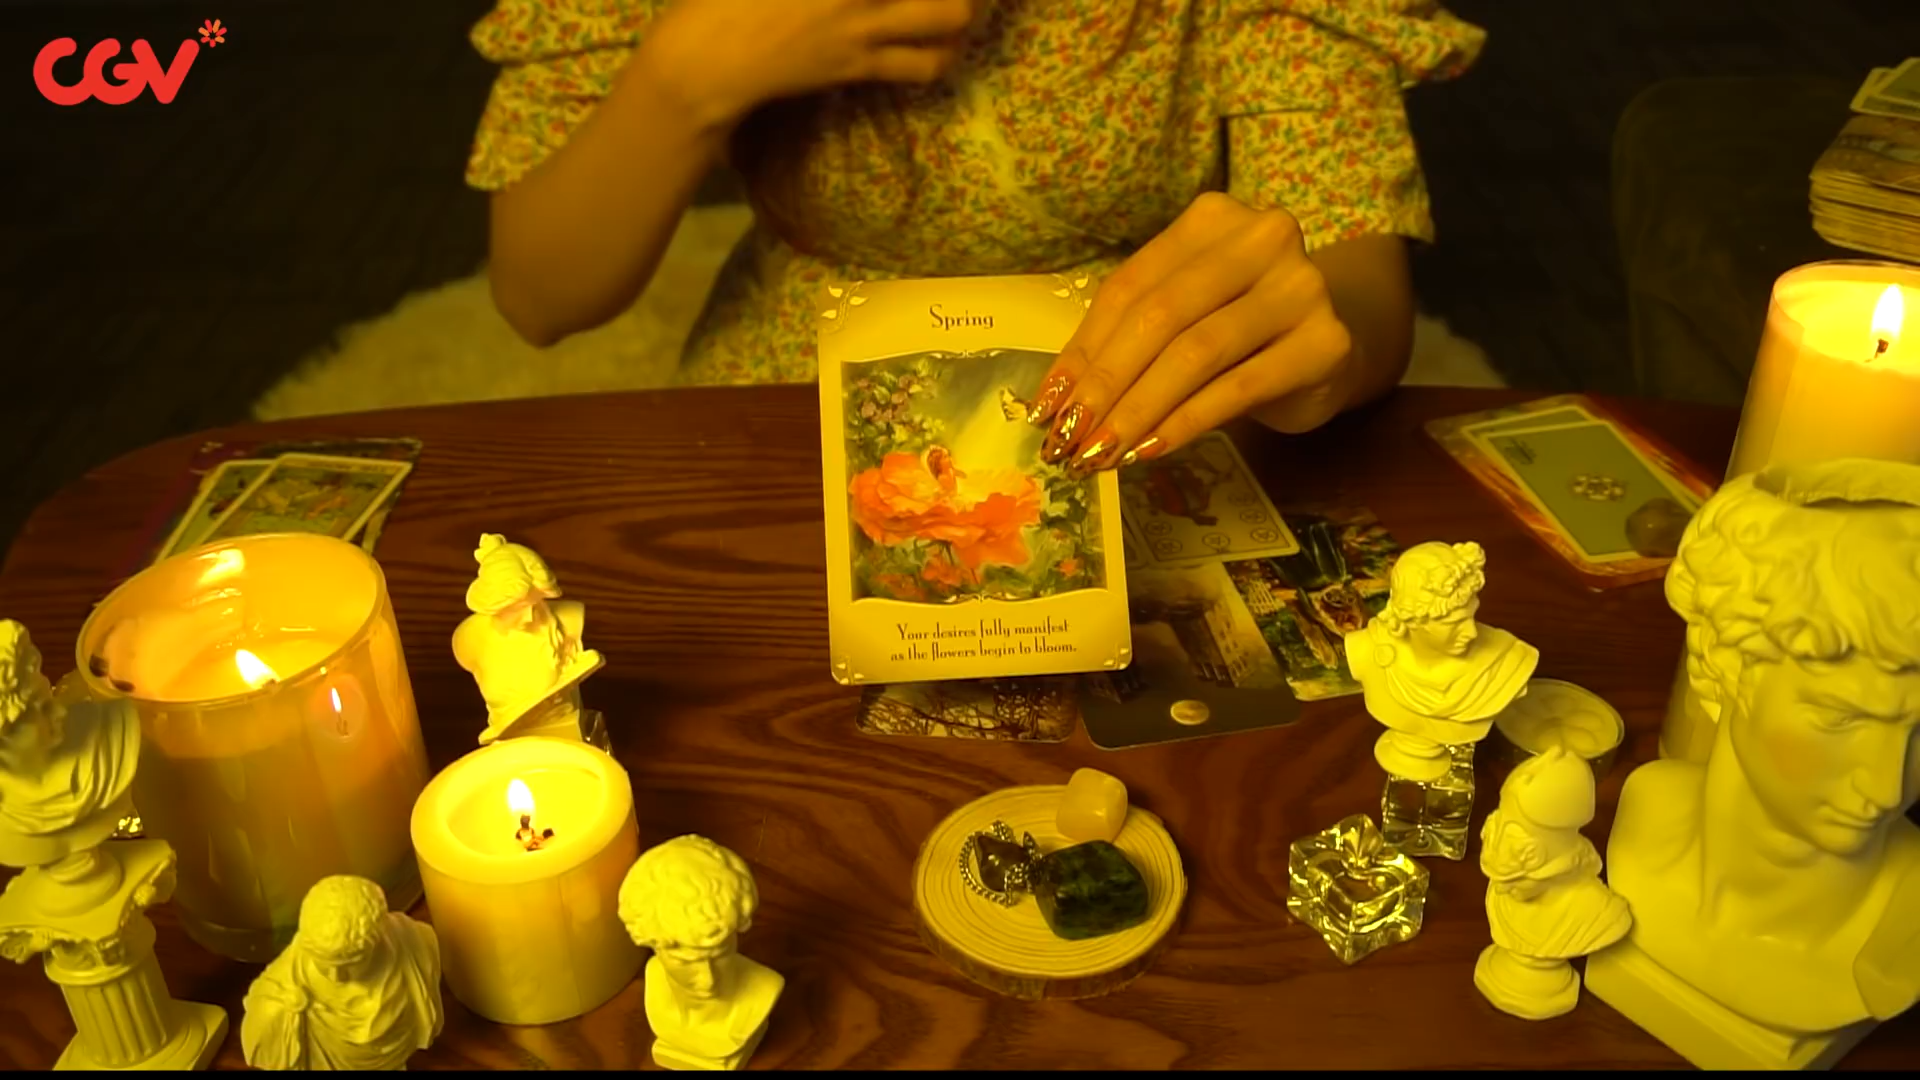 CGV
Spring
Your desires fully manifest
as the flowers begin to bloom.